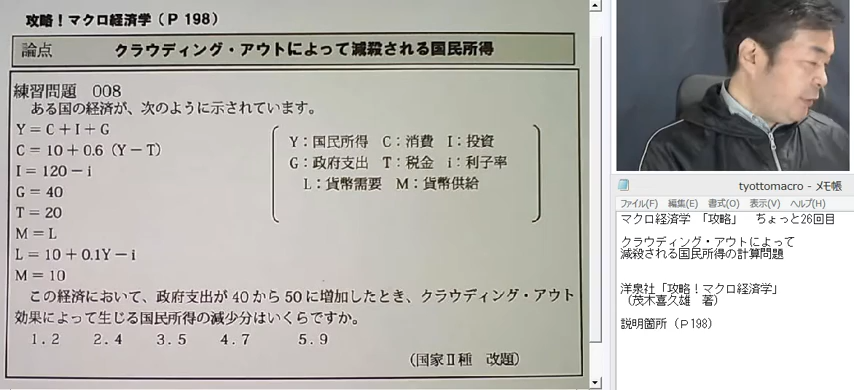 攻略！マクロ経済学（Ｐ 198）
論点　クラウディング・アウトによって減殺される国民所得
練習問題　008
ある国の経済が、次のように示されています。
Y＝C＋I＋G
C＝10＋0.6（Y－T）
I＝120－i
G＝40
T＝20
M＝L
L＝10＋0.1Y－i
M＝10
Y：国民所得　C：消費　I：投資
G：政府支出　T：税金　i：利子率
L：貨幣需要　M：貨幣供給
この経済において、政府支出が 40 から 50 に増加したとき、クラウディング・アウト
効果によって生じる国民所得の減少分はいくらですか。
1．2　　2．4　　3．5　　4．7　　5．9
（国家Ⅱ種　改題）
tyottomacro - メモ帳
ファイル(F)　編集(E)　書式(O)　表示(V)　ヘルプ(H)
マクロ経済学　「攻略」　ちょっと26回目
クラウディング・アウトによって
減殺される国民所得の計算問題
洋泉社「攻略！マクロ経済学」
（茂木喜久雄　著）
説明箇所（Ｐ198）